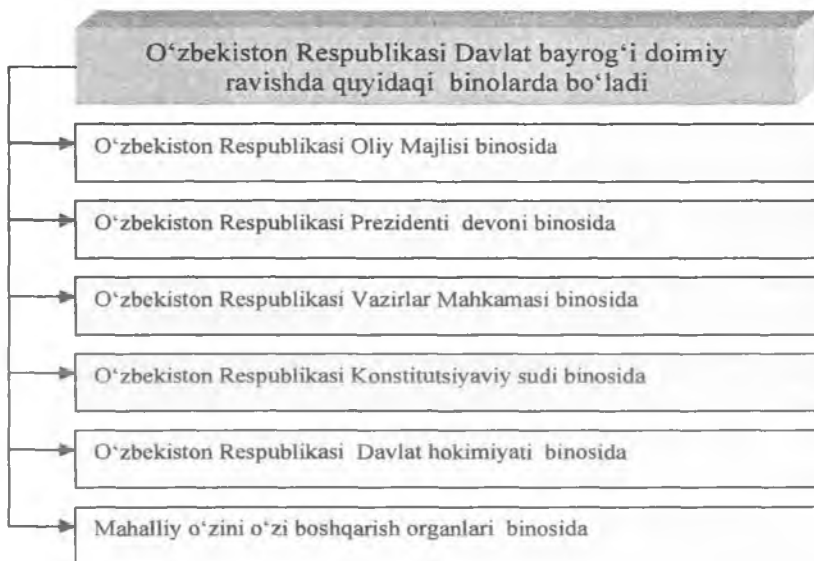 O‘zbekiston Respublikasi Davlat bayrog‘i doimiy
ravishda quyidaqi binolarda bo‘ladi
O‘zbekiston Respublikasi Oliy Majlisi binosida
O‘zbekiston Respublikasi Prezidenti devoni binosida
O‘zbekiston Respublikasi Vazirlar Mahkamasi binosida
O‘zbekiston Respublikasi Konstitutsiyaviy sudi binosida
O‘zbekiston Respublikasi Davlat hokimiyati binosida
Mahalliy o‘zini o‘zi boshqarish organlari binosida